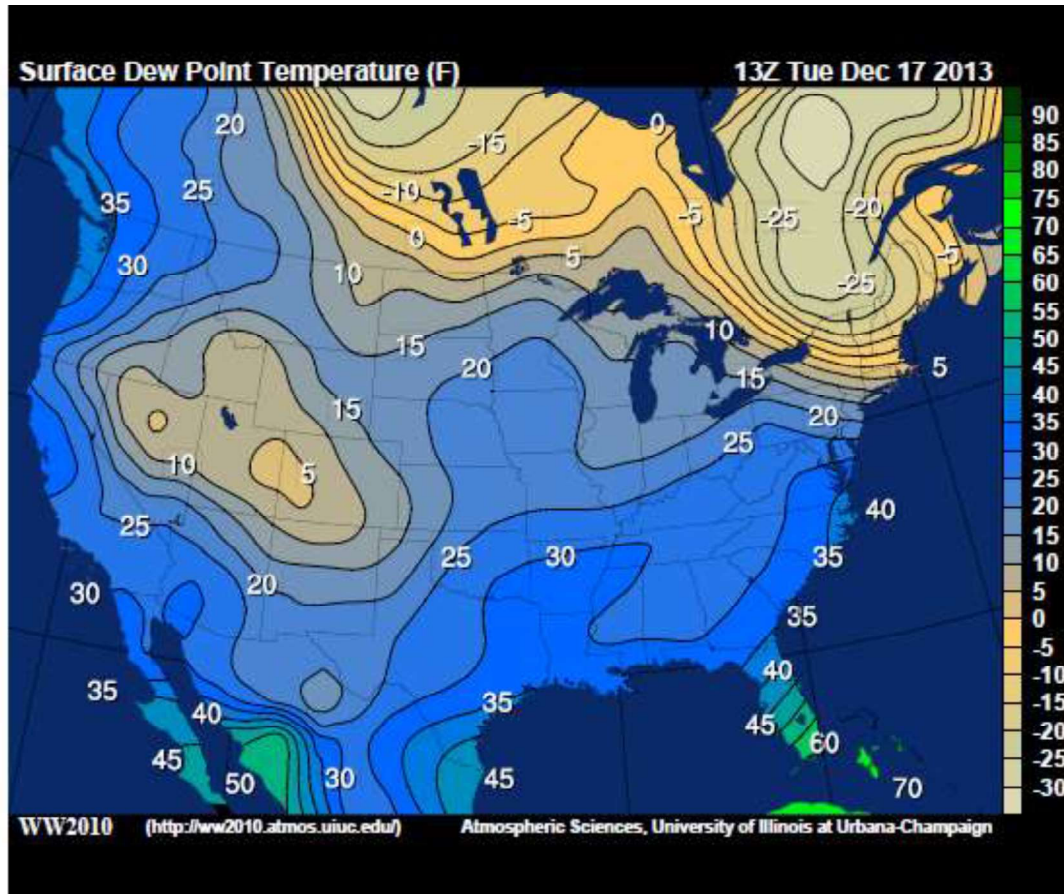 Surface Dew Point Temperature (F) 13Z Tue Dec 17 2013
20 -15 0
90
85
80
75
70
65
60
55
50
45
40
35
30
25
20
15
10
5
0
-5
-10
-15
-20
-25
-30
35 25 -10 -5 -5 -25 -20
30 0 5 -5
10 -25
15 10
20 15 5
15 20
10 5 25
25 25 30 40
30 20 35
35
35 40 35 40
45 50 30 45 45 60 70
WW2010 (http://ww2010.atmos.uiuc.edu/) Atmospheric Sciences, University of Illinois at Urbana-Champaign